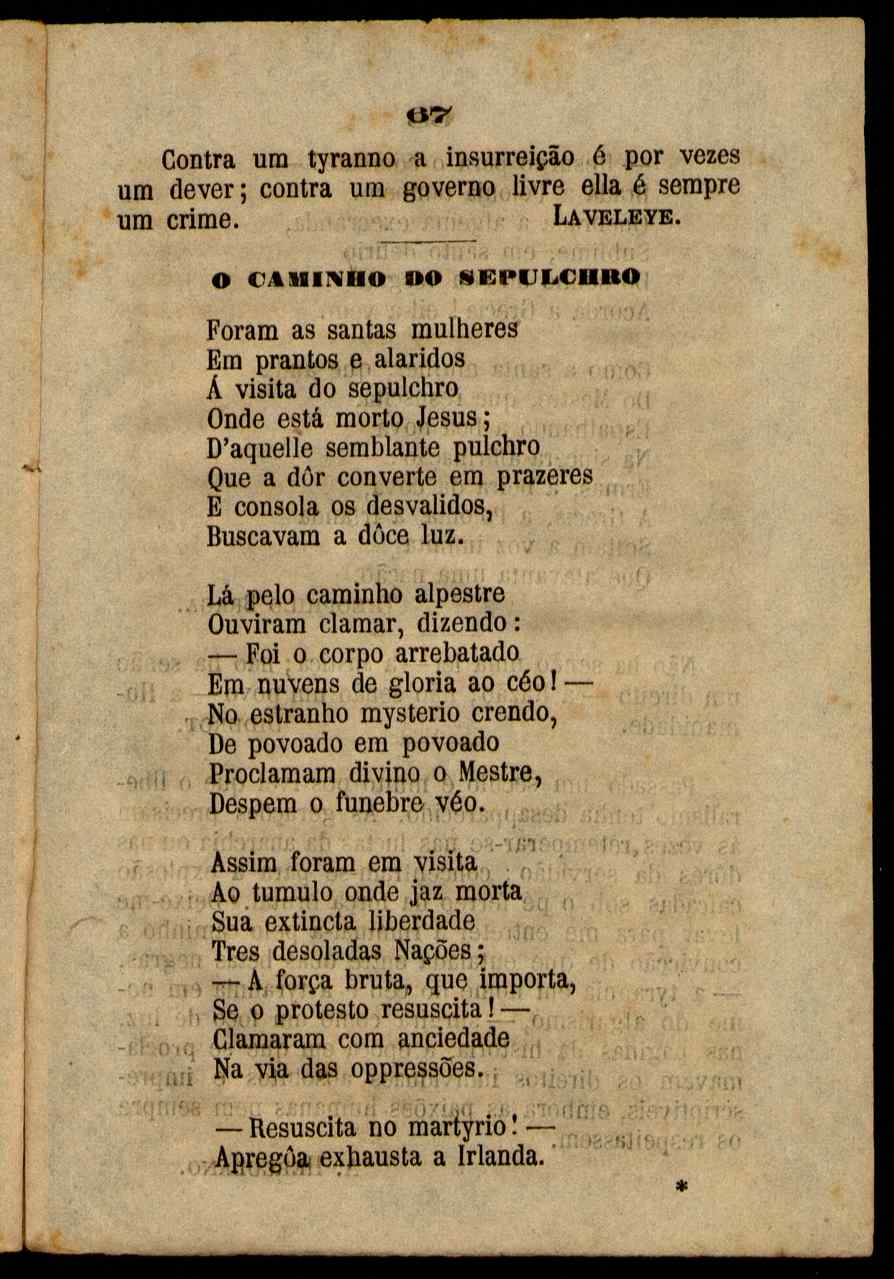 67
Contra um tyranno a insurreição é por vezes
um dever; contra um governo livre ella é sempre
um crime. LAVELEYE.
O CAMINHO DO SEPULCHRO
Foram as santas mulheres
Em prantos e alaridos
Á visita do sepulchro
Onde está morto Jesus;
D'aquelle semblante pulchro
Que a dôr converte em prazeres
E consola os desvalidos,
Buscavam a dôce luz.
Lá pelo caminho alpestre
Ouviram clamar, dizendo:
— Foi o corpo arrebatado
Em nuvens de gloria ao céo! —
No estranho mysterio crendo,
De povoado em povoado
Proclamam divino o Mestre,
Despem o funebre véo.
Assim foram em visita
Ao tumulo onde jaz morta
Sua extincta liberdade
Tres desoladas Nações;
— A força bruta, que importa,
Se o protesto resuscita! —
Clamaram com anciedade
Na via das oppressões.
— Resuscita no martyrio! —
Apregôa exhausta a Irlanda.
*